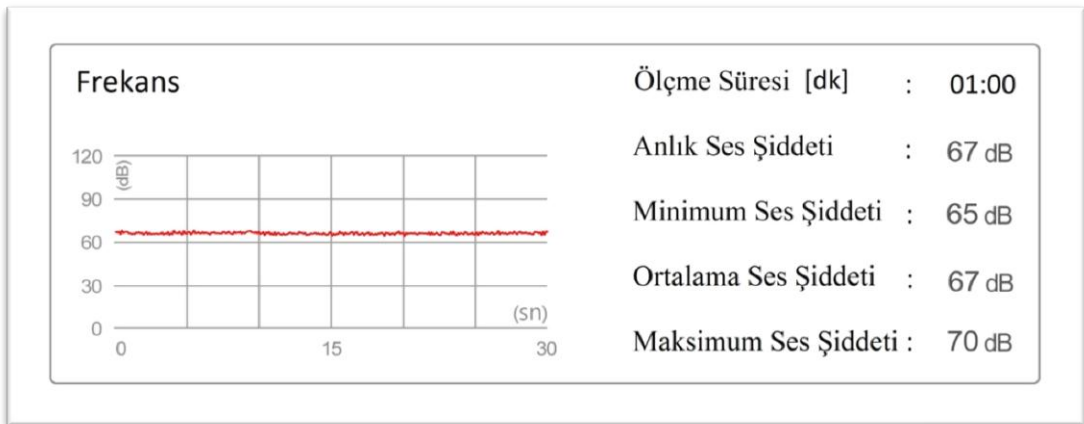 Frekans
120
(dB)
90
60
30
0
(sn)
0 15 30
Ölçme Süresi [dk] : 01:00
Anlık Ses Şiddeti : 67 dB
Minimum Ses Şiddeti : 65 dB
Ortalama Ses Şiddeti : 67 dB
Maksimum Ses Şiddeti : 70 dB